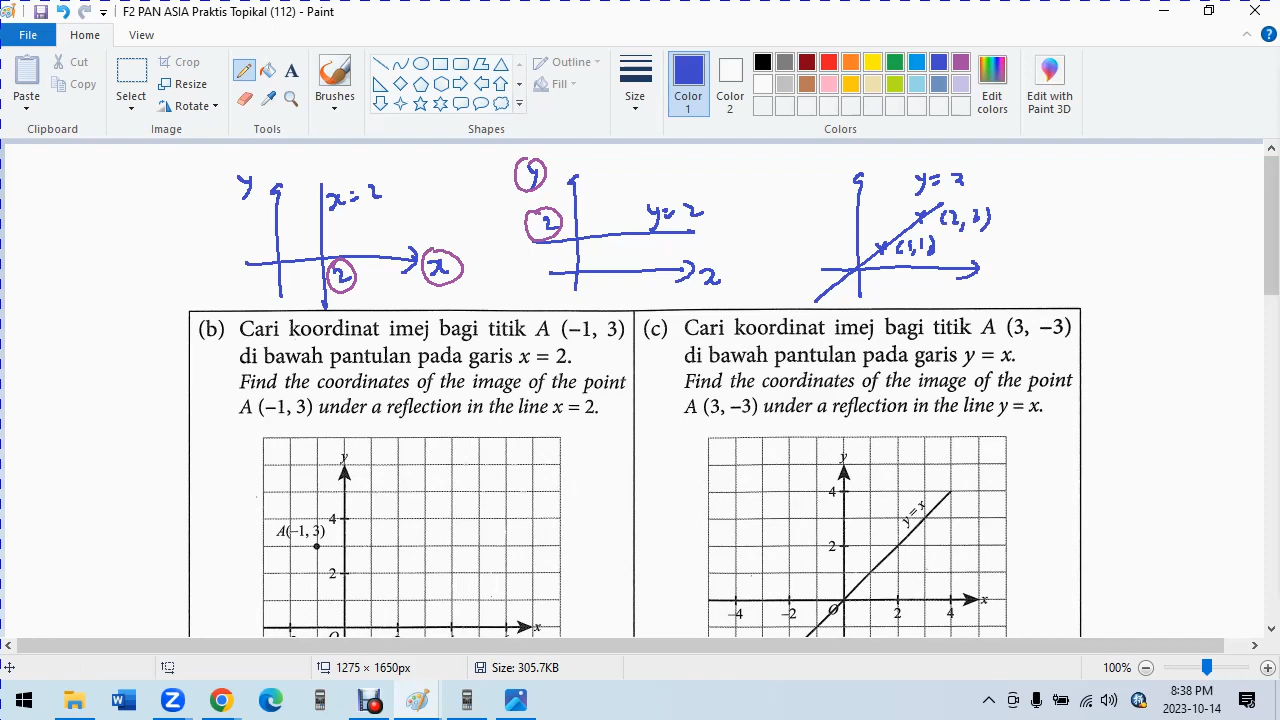 F2 PAN ASIA Praktis Topikal (112) - Paint
File Home View
Paste
Cut
Copy
Clipboard
Select
Crop
Resize
Rotate
Image
Tools
Brushes
Outline
Fill
Shapes
Size
Color 1
Color 2
Edit colors
Edit with Paint 3D
Colors
y
x = 2
2
x
y
2
y = 2
x
(1, 1)
(b) Cari koordinat imej bagi titik A (−1, 3)
di bawah pantulan pada garis x = 2.
Find the coordinates of the image of the point
A (−1, 3) under a reflection in the line x = 2.
y
4
A(−1, 3)
2
x
(c) Cari koordinat imej bagi titik A (3, −3)
di bawah pantulan pada garis y = x.
Find the coordinates of the image of the point
A (3, −3) under a reflection in the line y = x.
y
4
y = x
2
−4 −2 O 2 4 x
1275 × 1650px
Size: 305.7KB
100%
8:38 PM
2023-10-14